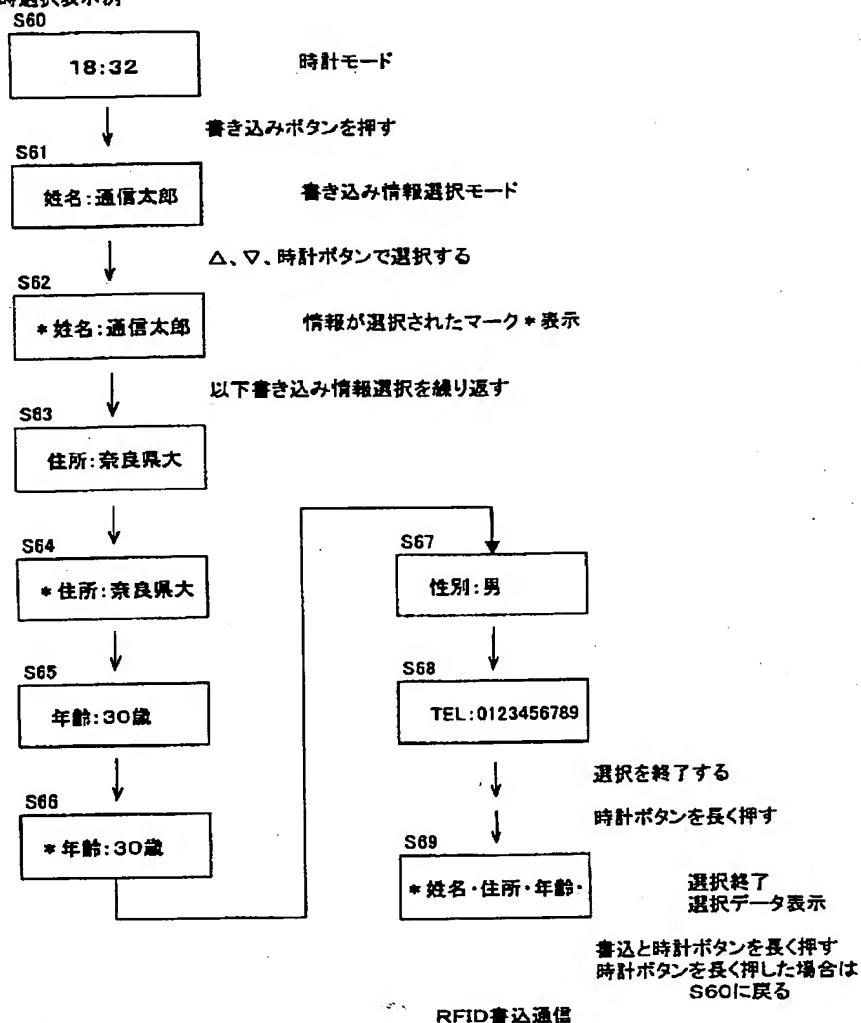 時選択表示例
S60
18:32
時計モード
書き込みボタンを押す
S61
姓名:通信太郎
書き込み情報選択モード
△、▽、時計ボタンで選択する
S62
*姓名:通信太郎
情報が選択されたマーク*表示
以下書き込み情報選択を繰り返す
S63
住所:奈良県大
S64
*住所:奈良県大
S65
年齢:30歳
S66
*年齢:30歳
S67
性別:男
S68
TEL:0123456789
選択を終了する
時計ボタンを長く押す
S69
*姓名・住所・年齢・
選択終了
選択データ表示
書込と時計ボタンを長く押す
時計ボタンを長く押した場合は
S60に戻る
RFID書込通信